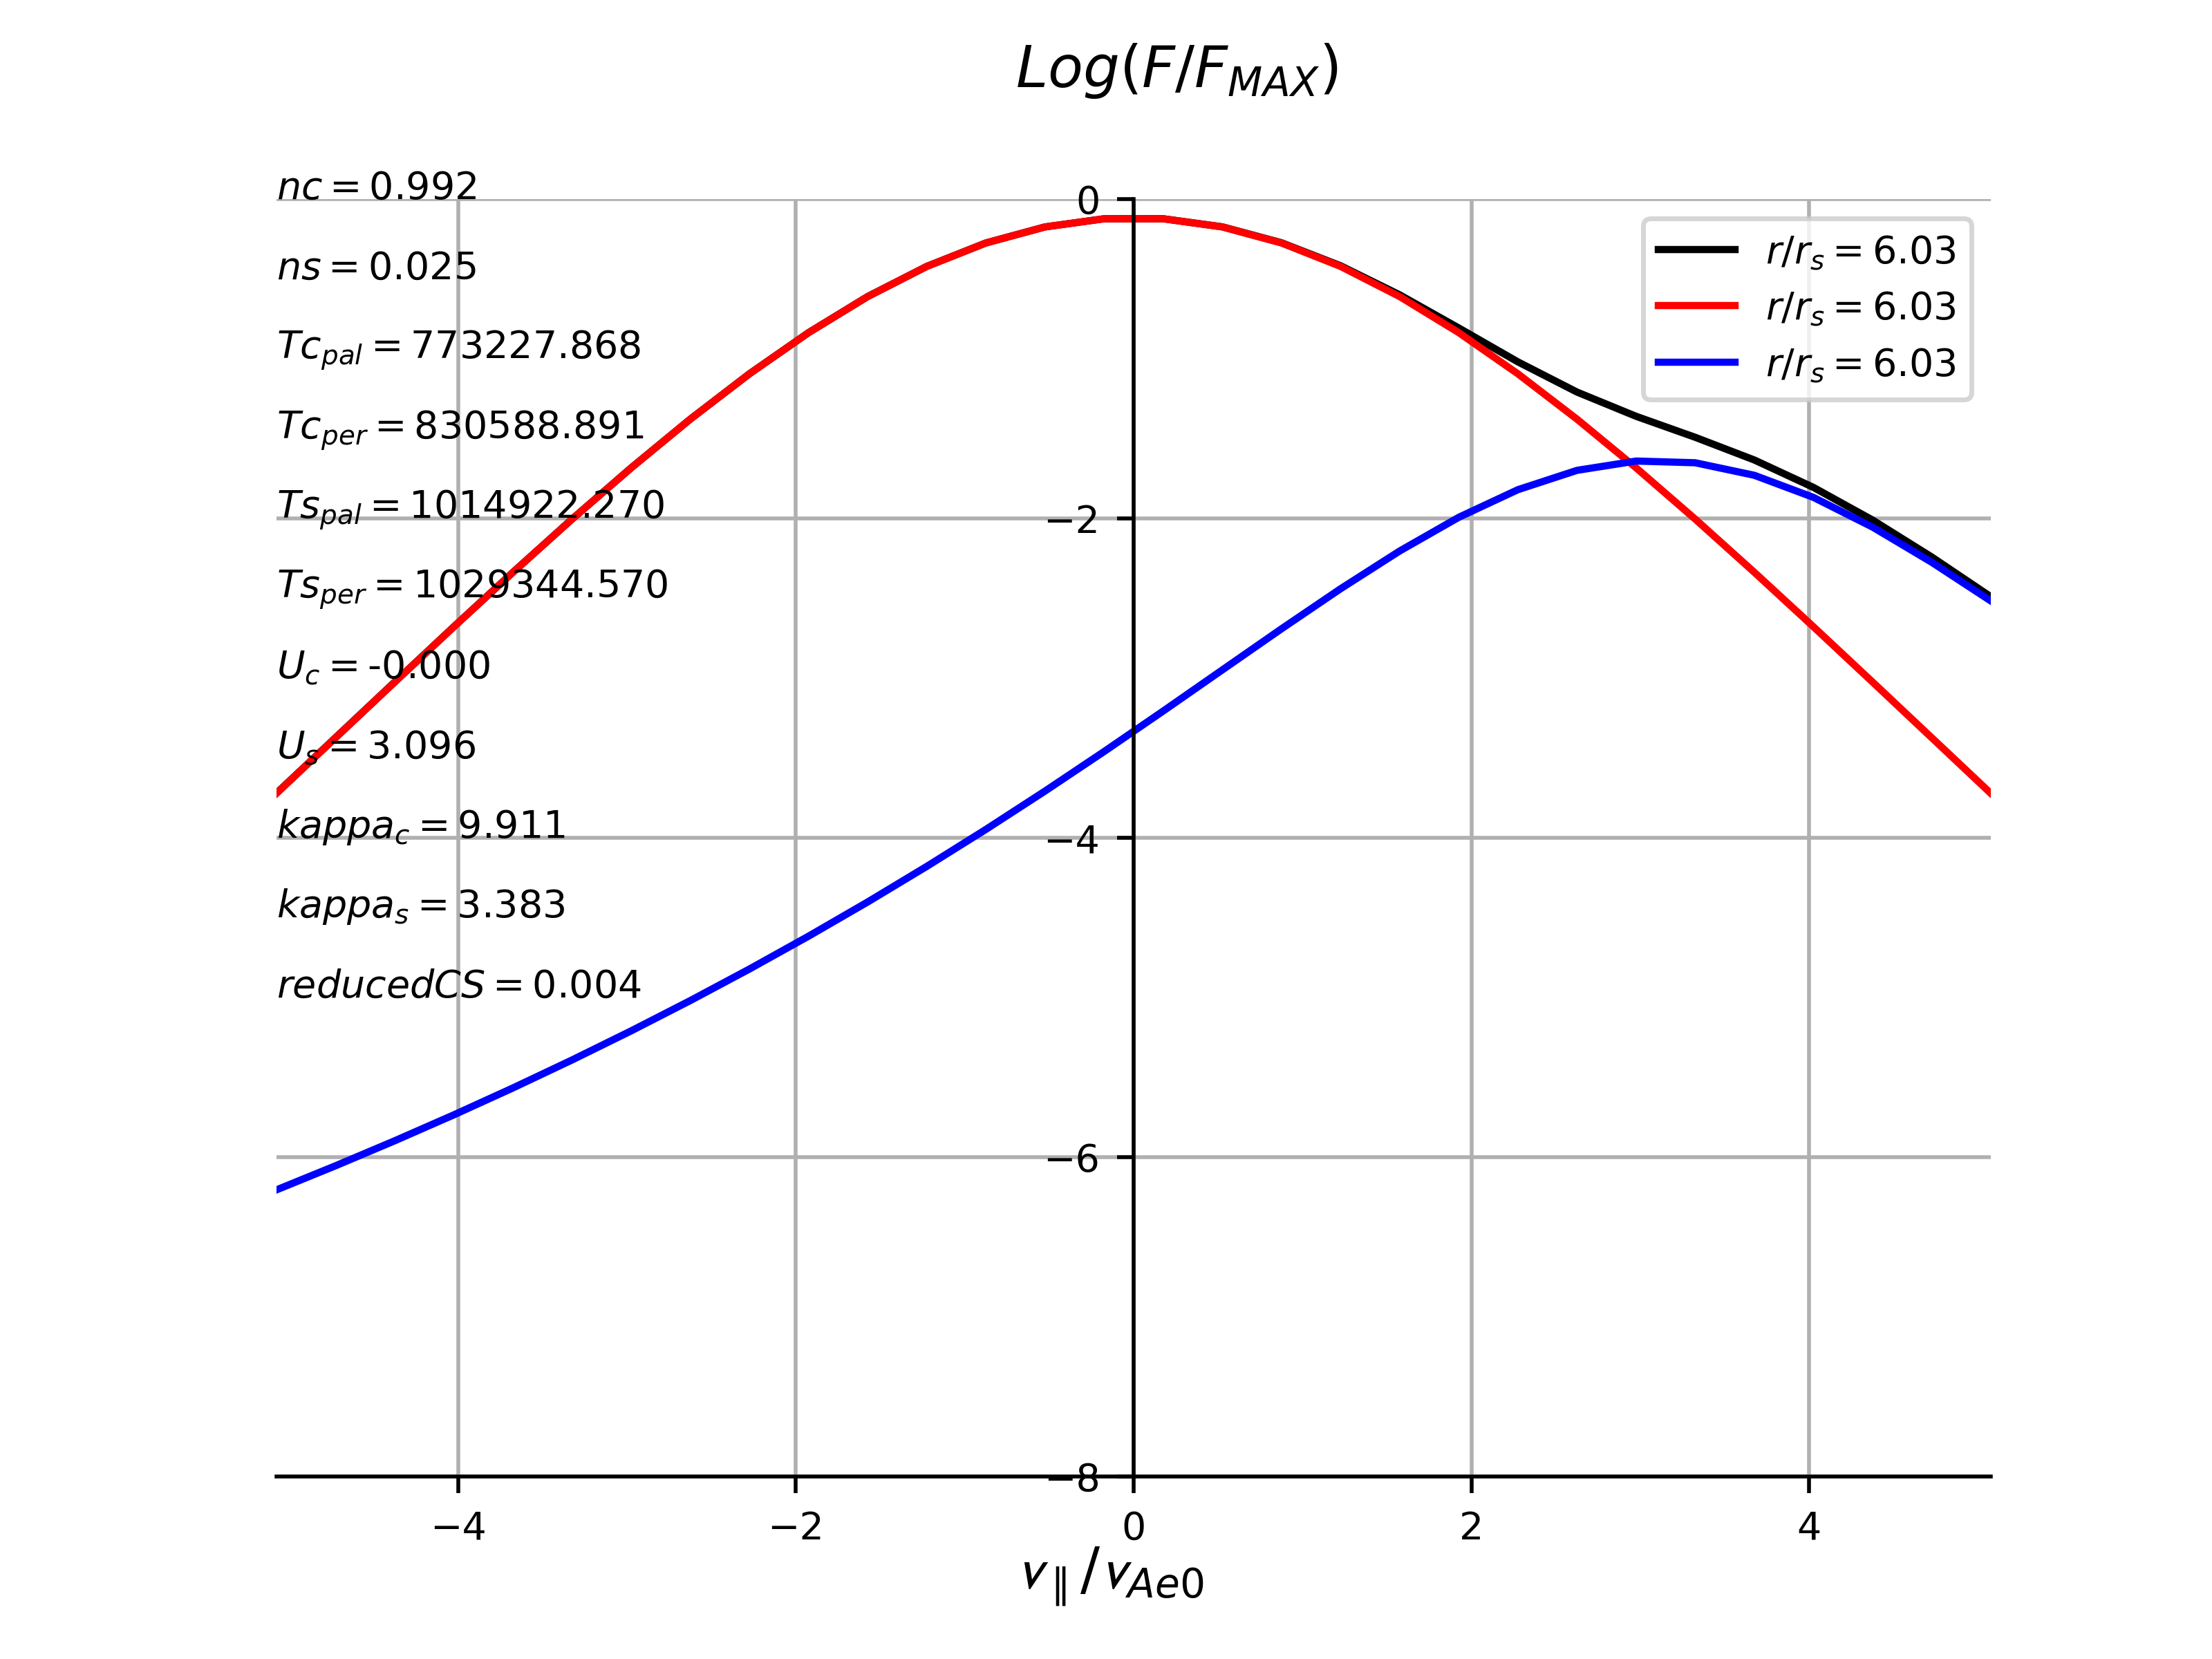 Log(F/F_MAX)
nc = 0.992
ns = 0.025
Tc_pal = 773227.868
Tc_per = 830588.891
Ts_pal = 1014922.270
Ts_per = 1029344.570
U_c = -0.000
U_s = 3.096
kappa_c = 9.911
kappa_s = 3.383
reducedCS = 0.004
r/r_s = 6.03
r/r_s = 6.03
r/r_s = 6.03
0
−2
−4
−6
−8
−4 −2 0 2 4
v_∥/v_Ae0